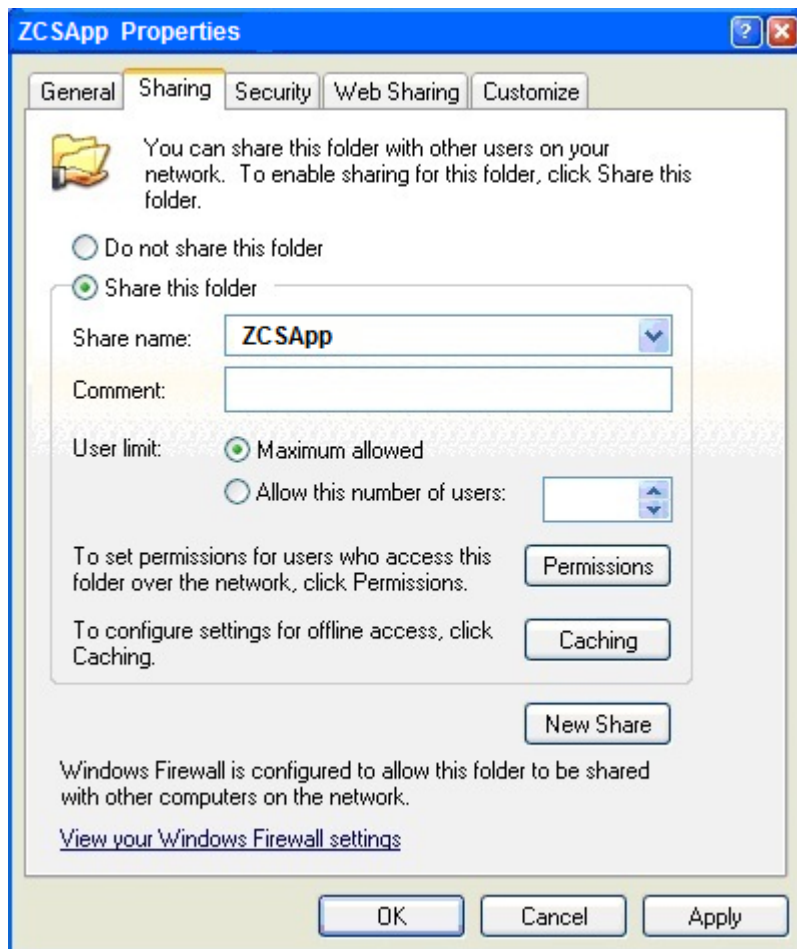 ZCSApp Properties
General Sharing Security Web Sharing Customize
You can share this folder with other users on your
network. To enable sharing for this folder, click Share this
folder.
Do not share this folder
Share this folder
Share name: ZCSApp
Comment:
User limit: Maximum allowed
Allow this number of users:
To set permissions for users who access this
folder over the network, click Permissions.
Permissions
To configure settings for offline access, click
Caching.
Caching
New Share
Windows Firewall is configured to allow this folder to be shared
with other computers on the network.
View your Windows Firewall settings
OK Cancel Apply